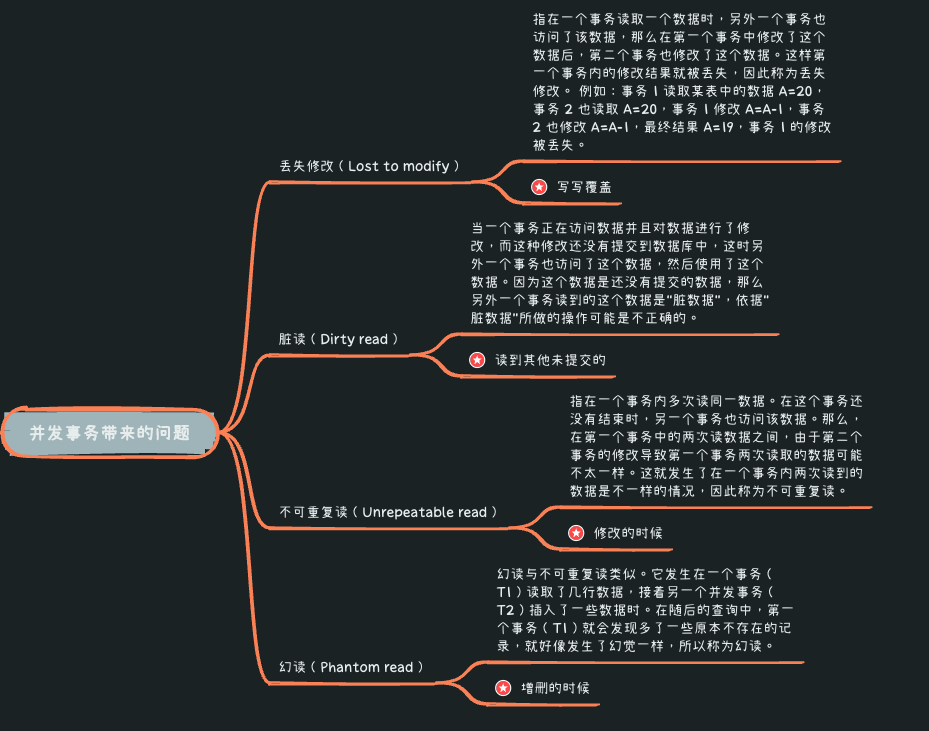 指在一个事务读取一个数据时，另外一个事务也
访问了该数据，那么在第一个事务中修改了这个
数据后，第二个事务也修改了这个数据。这样第
一个事务内的修改结果就被丢失，因此称为丢失
修改。 例如：事务 1 读取某表中的数据 A=20，
事务 2 也读取 A=20，事务 1 修改 A=A-1，事务
2 也修改 A=A-1，最终结果 A=19，事务 1 的修改
被丢失。
丢失修改（Lost to modify）
写写覆盖
当一个事务正在访问数据并且对数据进行了修
改，而这种修改还没有提交到数据库中，这时另
外一个事务也访问了这个数据，然后使用了这个
数据。因为这个数据是还没有提交的数据，那么
另外一个事务读到的这个数据是"脏数据"，依据"
脏数据"所做的操作可能是不正确的。
脏读（Dirty read）
读到其他未提交的
指在一个事务内多次读同一数据。在这个事务还
没有结束时，另一个事务也访问该数据。那么，
在第一个事务中的两次读数据之间，由于第二个
事务的修改导致第一个事务两次读取的数据可能
不太一样。这就发生了在一个事务内两次读到的
数据是不一样的情况，因此称为不可重复读。
并发事务带来的问题
不可重复读（Unrepeatable read）
修改的时候
幻读与不可重复读类似。它发生在一个事务（
T1）读取了几行数据，接着另一个并发事务（
T2）插入了一些数据时。在随后的查询中，第一
个事务（T1）就会发现多了一些原本不存在的记
录，就好像发生了幻觉一样，所以称为幻读。
幻读（Phantom read）
增删的时候